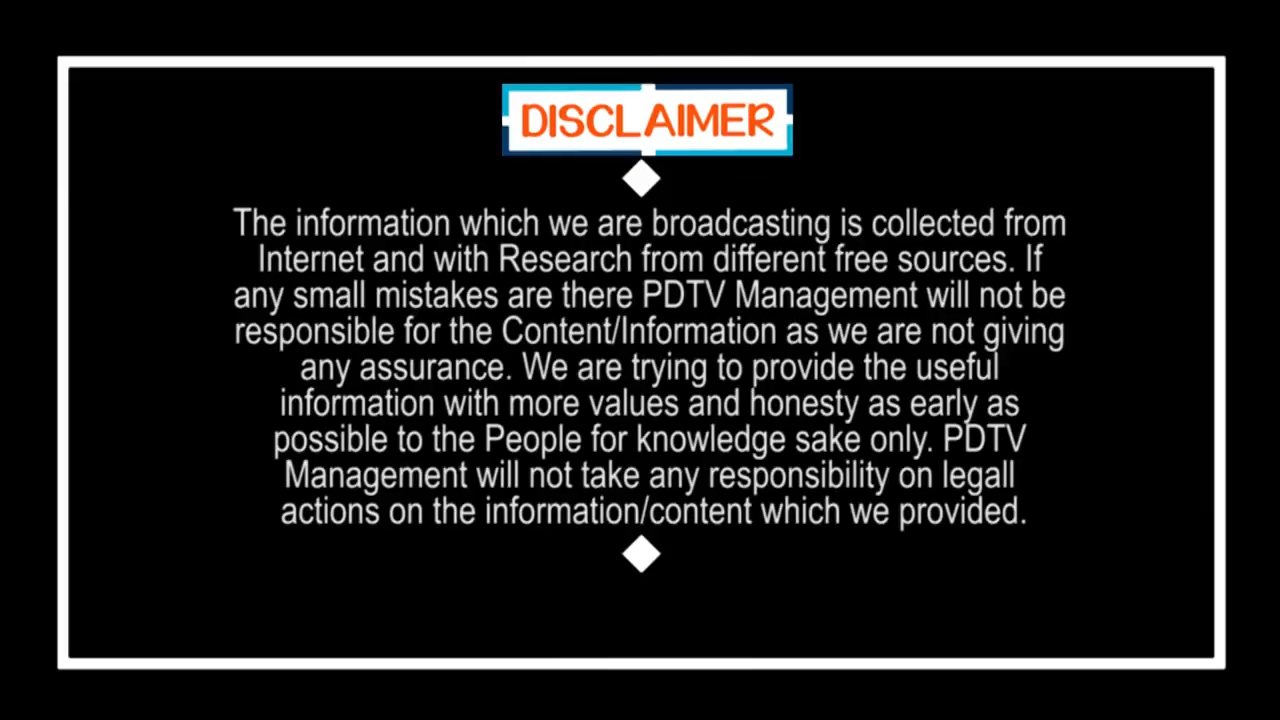 DISCLAIMER
The information which we are broadcasting is collected from
Internet and with Research from different free sources. If
any small mistakes are there PDTV Management will not be
responsible for the Content/Information as we are not giving
any assurance. We are trying to provide the useful
information with more values and honesty as early as
possible to the People for knowledge sake only. PDTV
Management will not take any responsibility on legall
actions on the information/content which we provided.